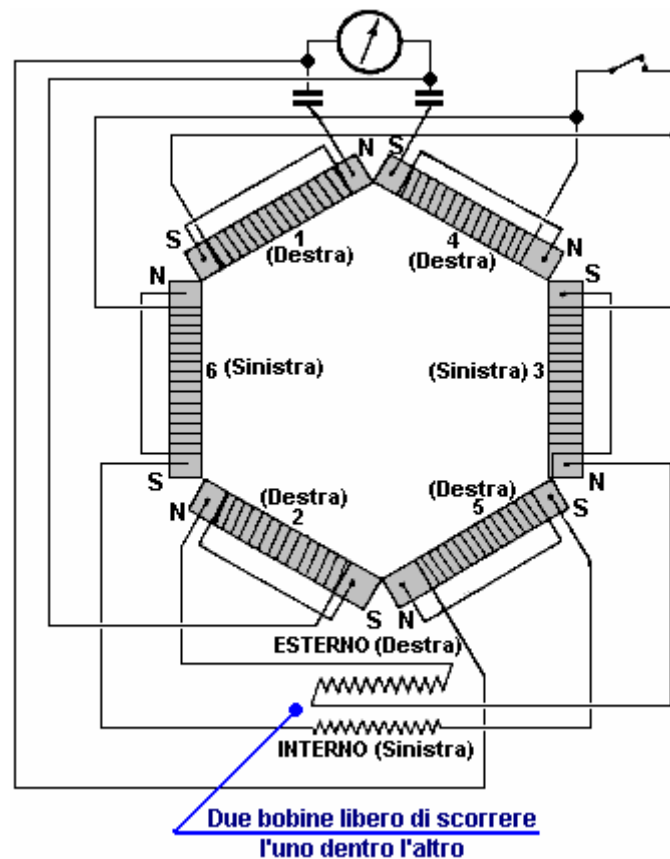 N
S
1
(Destra)
4
(Destra)
S
N
N
S
6 (Sinistra)
(Sinistra) 3
S
N
N
(Destra)
2
(Destra)
5
S
S
N
ESTERNO (Destra)
INTERNO (Sinistra)
Due bobine libero di scorrere
l'uno dentro l'altro